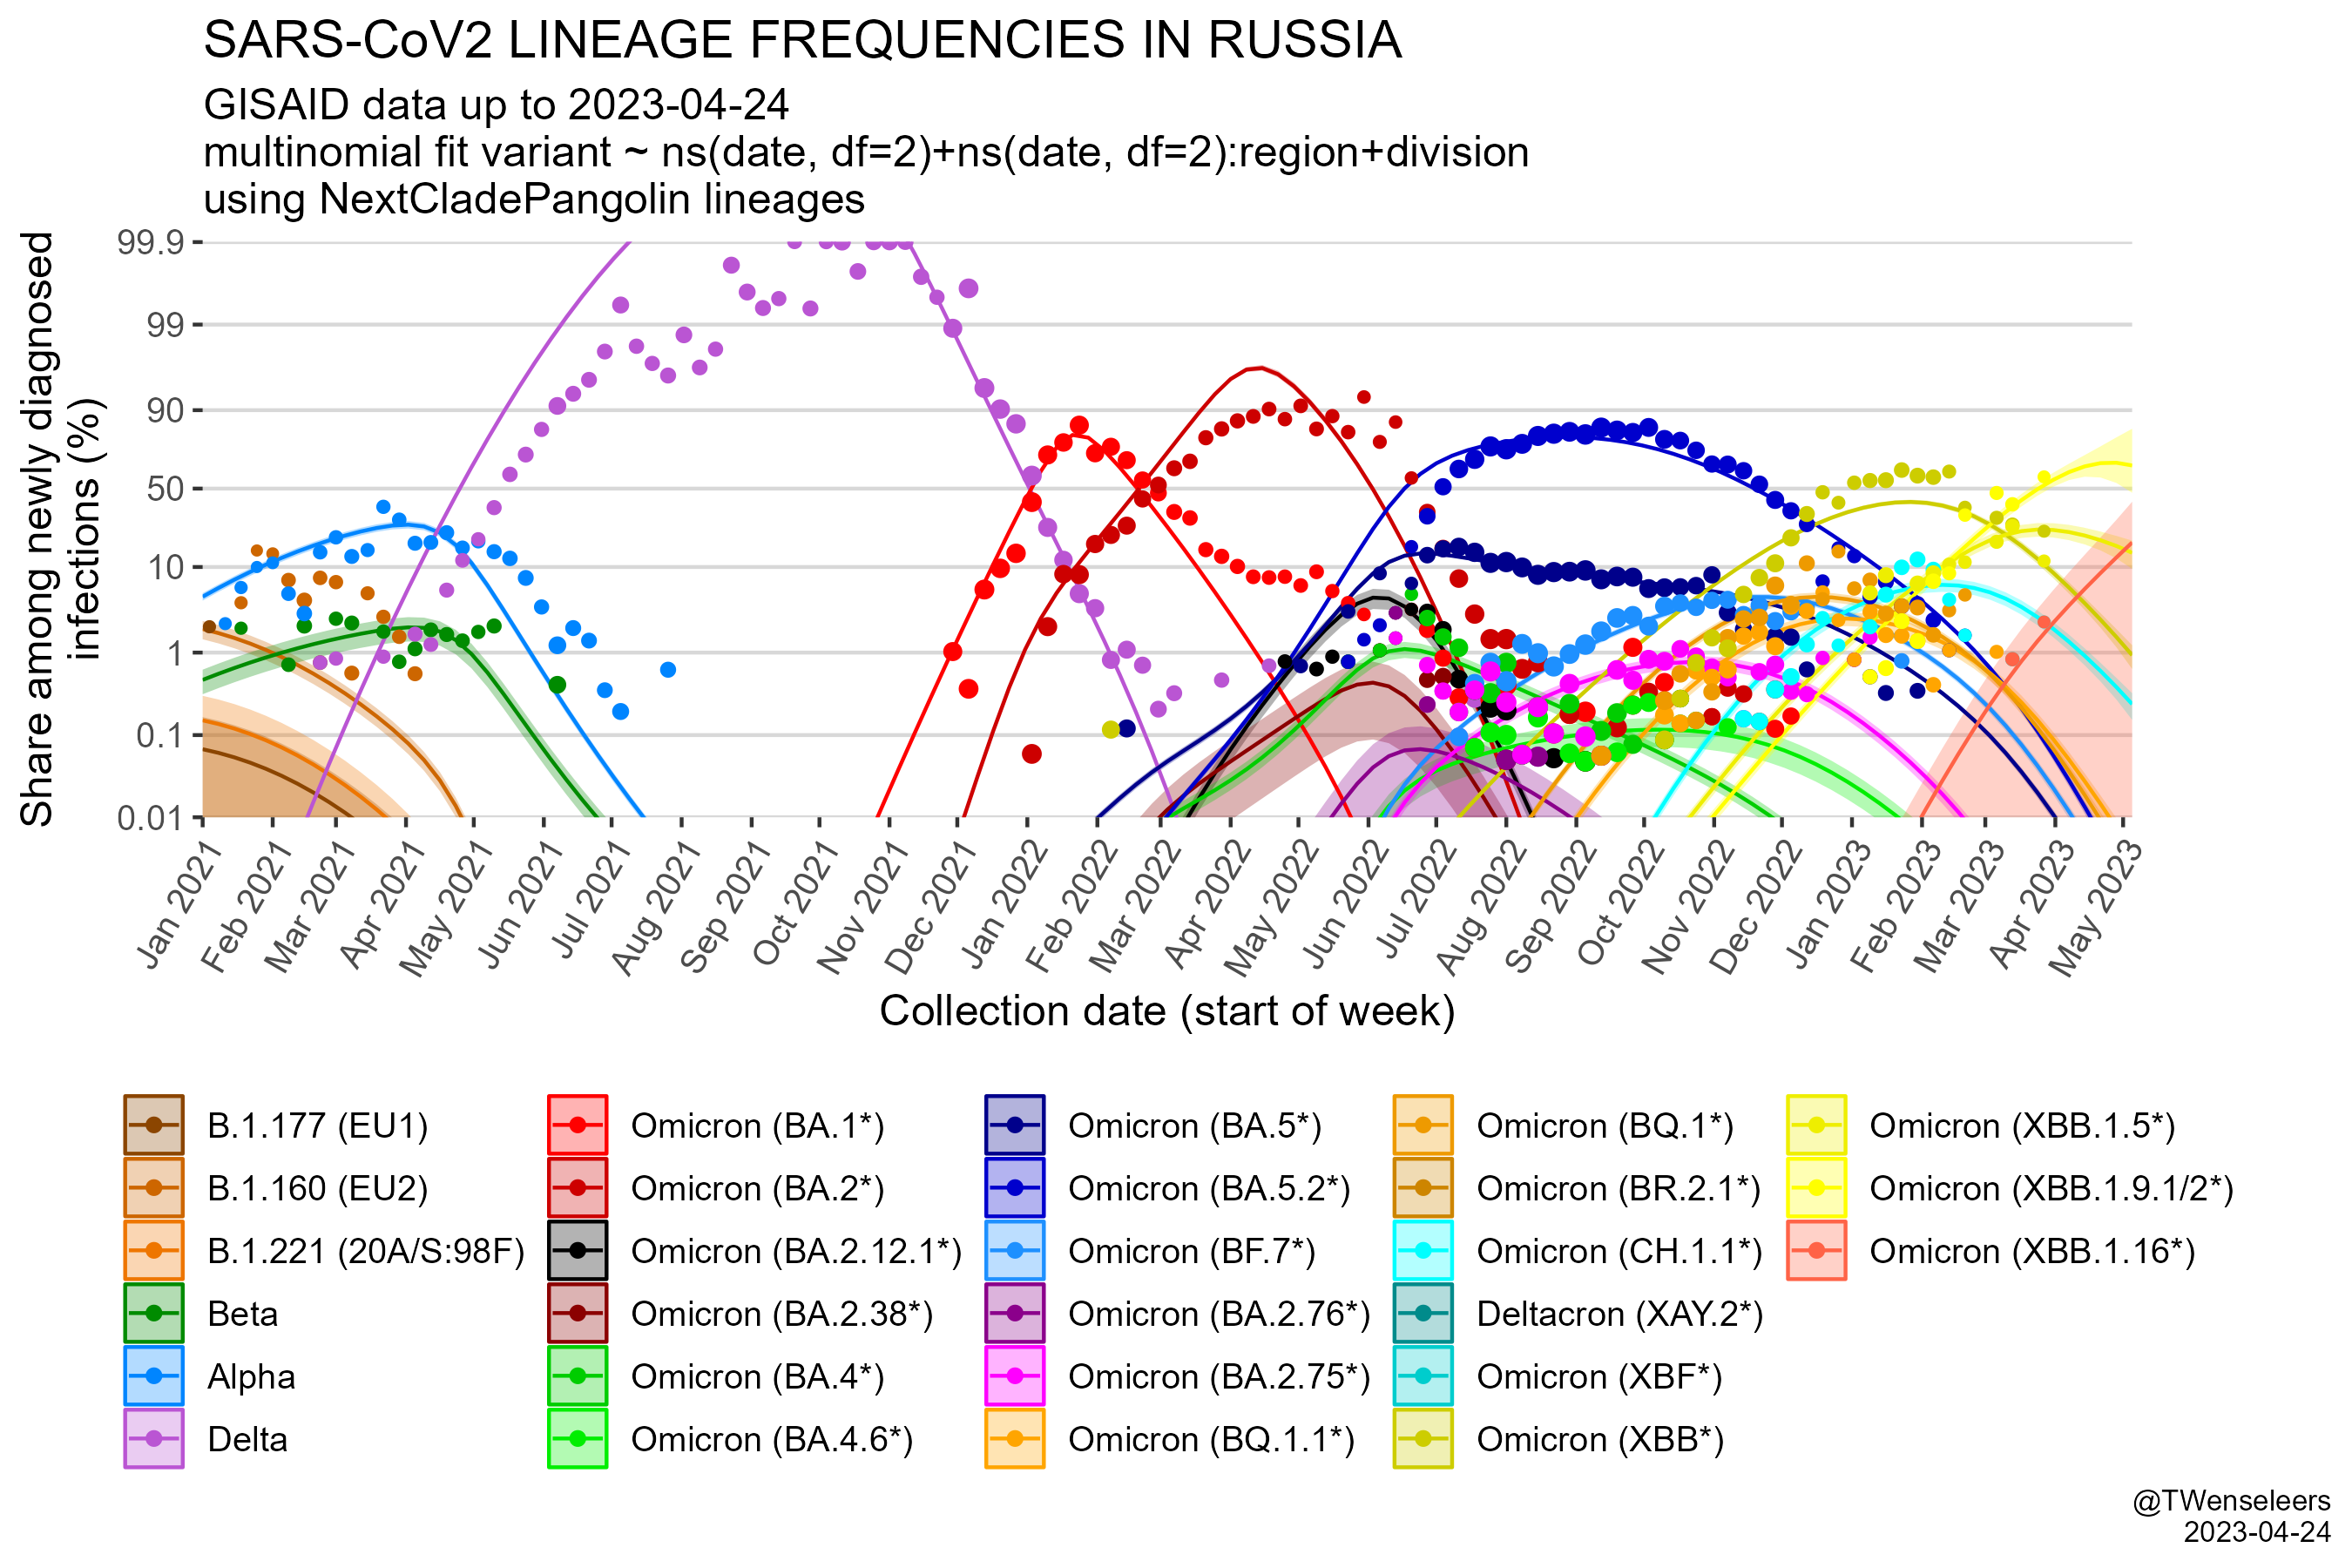 SARS-CoV2 LINEAGE FREQUENCIES IN RUSSIA
GISAID data up to 2023-04-24
multinomial fit variant ~ ns(date, df=2)+ns(date, df=2):region+division
using NextCladePangolin lineages
Share among newly diagnosed
infections (%)
99.9
99
90
50
10
1
0.1
0.01
Jan 2021
Feb 2021
Mar 2021
Apr 2021
May 2021
Jun 2021
Jul 2021
Aug 2021
Sep 2021
Oct 2021
Nov 2021
Dec 2021
Jan 2022
Feb 2022
Mar 2022
Apr 2022
May 2022
Jun 2022
Jul 2022
Aug 2022
Sep 2022
Oct 2022
Nov 2022
Dec 2022
Jan 2023
Feb 2023
Mar 2023
Apr 2023
May 2023
Collection date (start of week)
B.1.177 (EU1)
B.1.160 (EU2)
B.1.221 (20A/S:98F)
Beta
Alpha
Delta
Omicron (BA.1*)
Omicron (BA.2*)
Omicron (BA.2.12.1*)
Omicron (BA.2.38*)
Omicron (BA.4*)
Omicron (BA.4.6*)
Omicron (BA.5*)
Omicron (BA.5.2*)
Omicron (BF.7*)
Omicron (BA.2.76*)
Omicron (BA.2.75*)
Omicron (BQ.1.1*)
Omicron (BQ.1*)
Omicron (BR.2.1*)
Omicron (CH.1.1*)
Deltacron (XAY.2*)
Omicron (XBF*)
Omicron (XBB*)
Omicron (XBB.1.5*)
Omicron (XBB.1.9.1/2*)
Omicron (XBB.1.16*)
@TWenseleers
2023-04-24